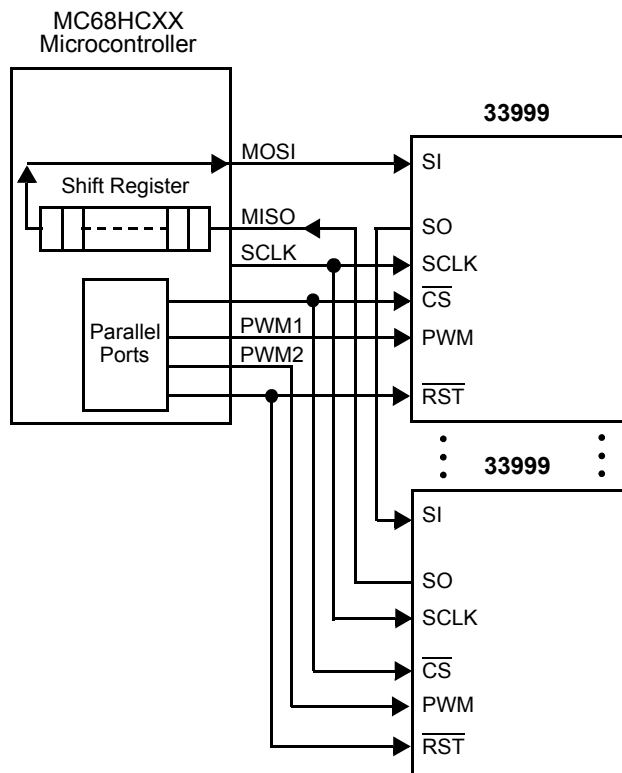 MC68HCXX
Microcontroller
33999
MOSI
SI
Shift Register
MISO
SO
SCLK
SCLK
CS
Parallel
Ports
PWM1
PWM
PWM2
RST
33999
SI
SO
SCLK
CS
PWM
RST